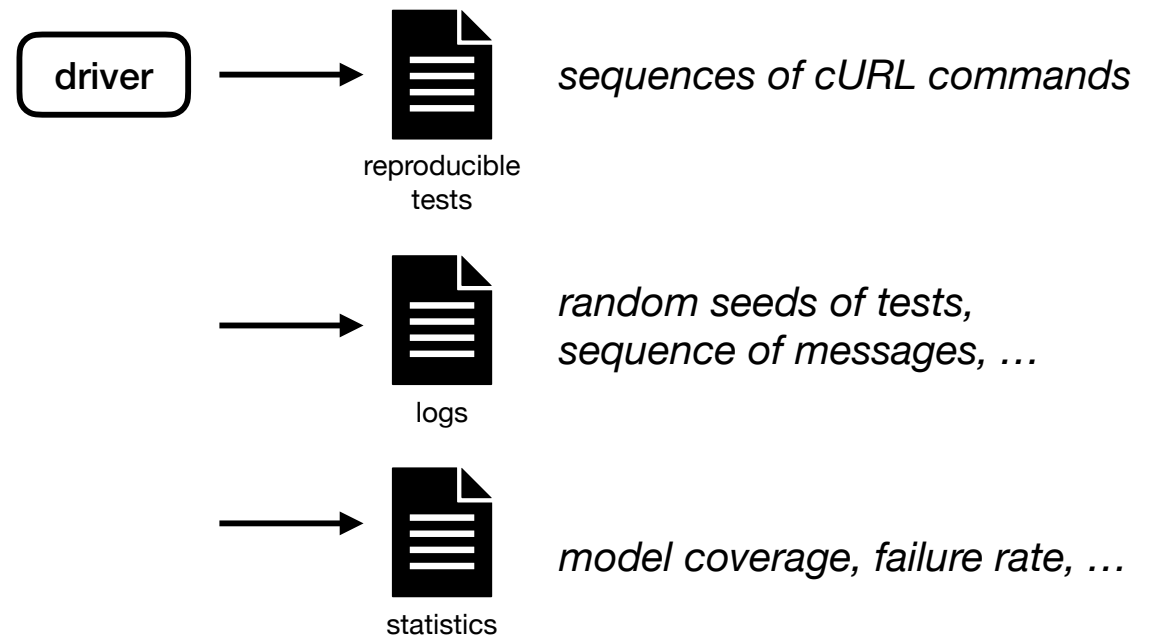 driver
sequences of cURL commands
reproducible
tests
random seeds of tests,
sequence of messages, …
logs
model coverage, failure rate, …
statistics